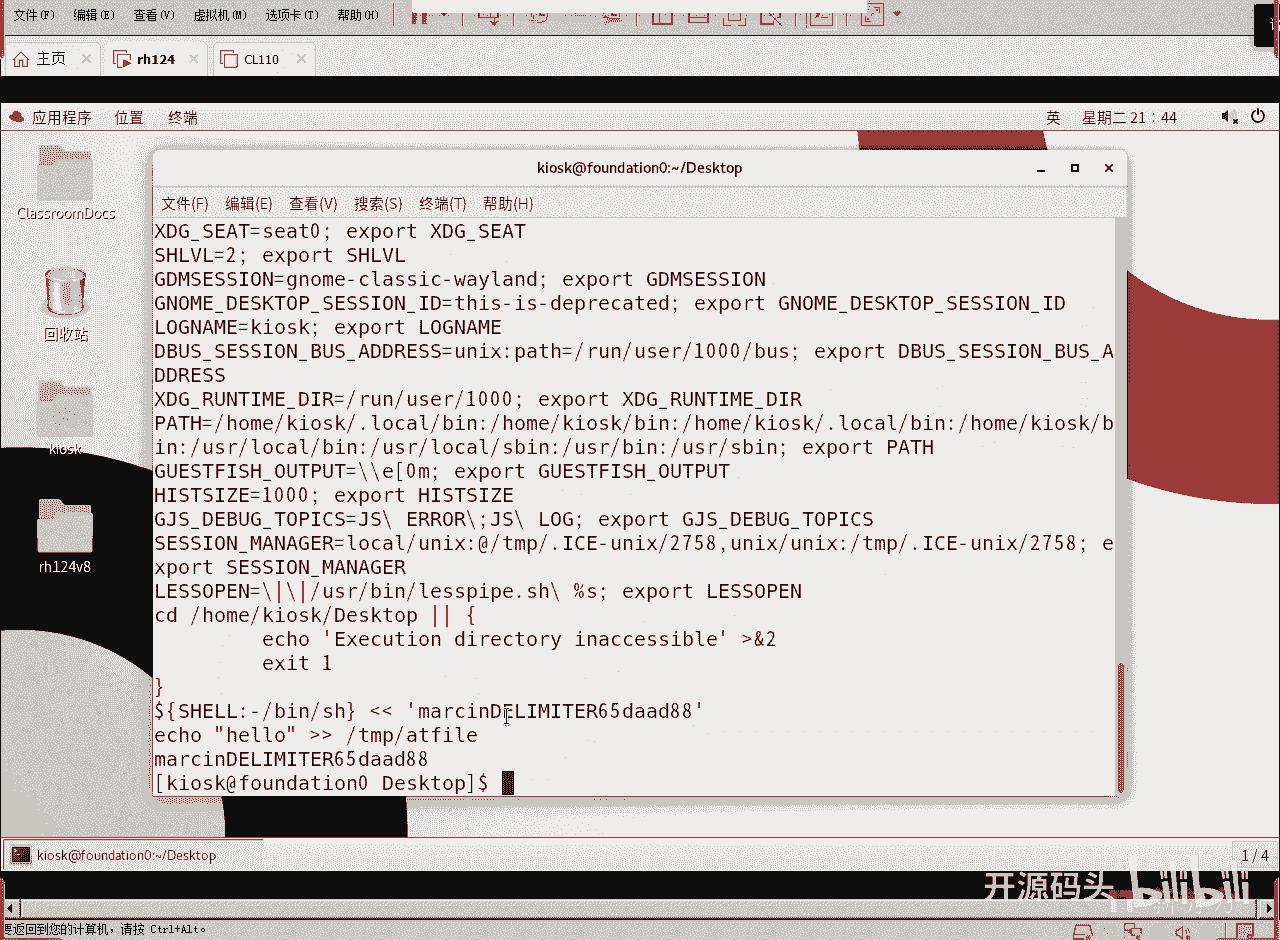 文件(F) 编辑(E) 查看(V) 虚拟机(M) 选项卡(T) 帮助(H)
主页 rh124 CL110
应用程序 位置 终端 英 星期二 21：44
ClassroomDocs
回收站
kiosk
rh124v8
kiosk@foundation0:~/Desktop
文件(F) 编辑(E) 查看(V) 搜索(S) 终端(T) 帮助(H)
XDG_SEAT=seat0; export XDG_SEAT
SHLVL=2; export SHLVL
GDMSESSION=gnome-classic-wayland; export GDMSESSION
GNOME_DESKTOP_SESSION_ID=this-is-deprecated; export GNOME_DESKTOP_SESSION_ID
LOGNAME=kiosk; export LOGNAME
DBUS_SESSION_BUS_ADDRESS=unix:path=/run/user/1000/bus; export DBUS_SESSION_BUS_A
DDRESS
XDG_RUNTIME_DIR=/run/user/1000; export XDG_RUNTIME_DIR
PATH=/home/kiosk/.local/bin:/home/kiosk/bin:/home/kiosk/.local/bin:/home/kiosk/b
in:/usr/local/bin:/usr/local/sbin:/usr/bin:/usr/sbin; export PATH
GUESTFISH_OUTPUT=\\e[0m; export GUESTFISH_OUTPUT
HISTSIZE=1000; export HISTSIZE
GJS_DEBUG_TOPICS=JS\ ERROR\;JS\ LOG; export GJS_DEBUG_TOPICS
SESSION_MANAGER=local/unix:@/tmp/.ICE-unix/2758,unix/unix:/tmp/.ICE-unix/2758; e
xport SESSION_MANAGER
LESSOPEN=\|\|/usr/bin/lesspipe.sh\ %s; export LESSOPEN
cd /home/kiosk/Desktop || {
echo 'Execution directory inaccessible' >&2
exit 1
}
${SHELL:-/bin/sh} << 'marcinDELIMITER65daad88'
echo "hello" >> /tmp/atfile
marcinDELIMITER65daad88
[kiosk@foundation0 Desktop]$
kiosk@foundation0:~/Desktop 1 / 4
开源码头 bilibili
要返回到您的计算机，请按 Ctrl+Alt。